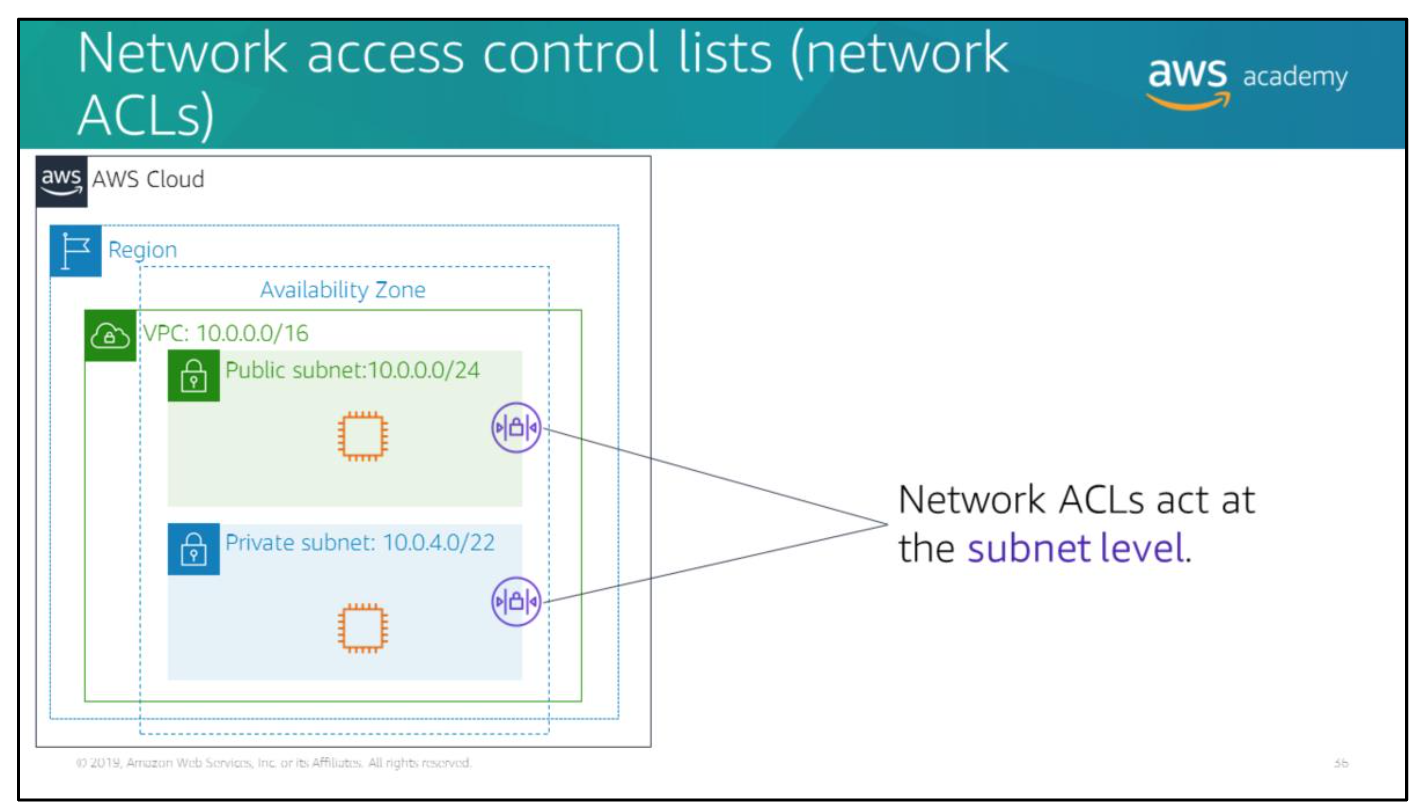 Network access control lists (network
ACLs)
aws academy
aws AWS Cloud
Region
Availability Zone
VPC: 10.0.0.0/16
Public subnet:10.0.0.0/24
Private subnet: 10.0.4.0/22
Network ACLs act at
the subnet level.
© 2019, Amazon Web Services, Inc. or its Affiliates. All rights reserved.
36